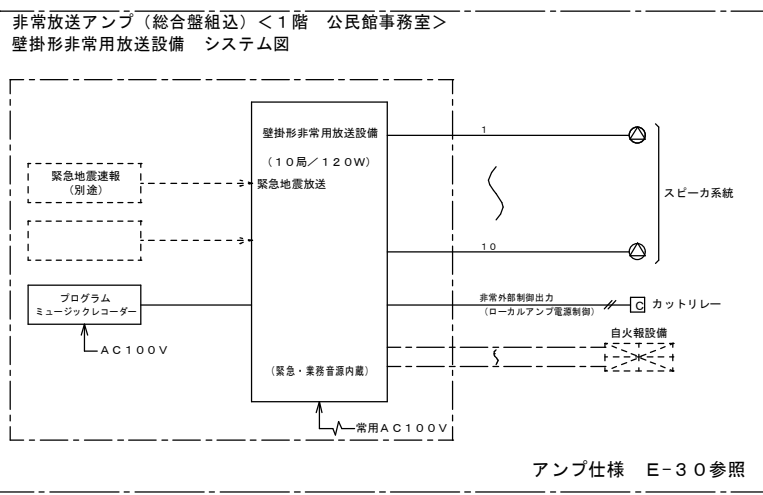 非常放送アンプ（総合盤組込）＜１階　公民館事務室＞
壁掛形非常用放送設備　システム図
壁掛形非常用放送設備
（１０局／１２０Ｗ）
緊急地震放送
緊急地震速報
（別途）
プログラム
ミュージックレコーダー
ＡＣ１００Ｖ
（緊急・業務音源内蔵）
常用ＡＣ１００Ｖ
1
10
スピーカ系統
非常外部制御出力
（ローカルアンプ電源制御）
C
カットリレー
自火報設備
アンプ仕様　Ｅ−３０参照